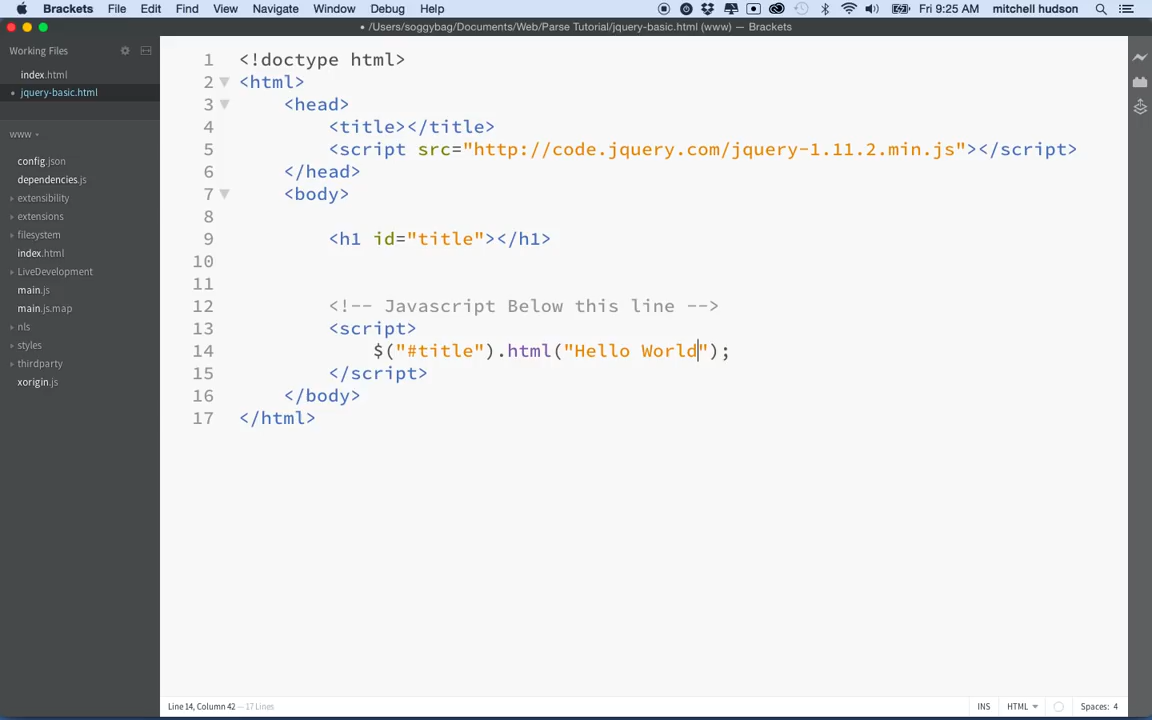 Brackets File Edit Find View Navigate Window Debug Help Fri 9:25 AM mitchell hudson
• /Users/soggybag/Documents/Web/Parse Tutorial/jquery-basic.html (www) — Brackets
Working Files
index.html
• jquery-basic.html
www
config.json
dependencies.js
extensibility
extensions
filesystem
index.html
LiveDevelopment
main.js
main.js.map
nls
styles
thirdparty
xorigin.js
1 <!doctype html>
2 <html>
3 <head>
4 <title></title>
5 <script src="http://code.jquery.com/jquery-1.11.2.min.js"></script>
6 </head>
7 <body>
8
9 <h1 id="title"></h1>
10
11
12 <!-- Javascript Below this line -->
13 <script>
14 $("#title").html("Hello World");
15 </script>
16 </body>
17 </html>
Line 14, Column 42 — 17 Lines INS HTML Spaces: 4